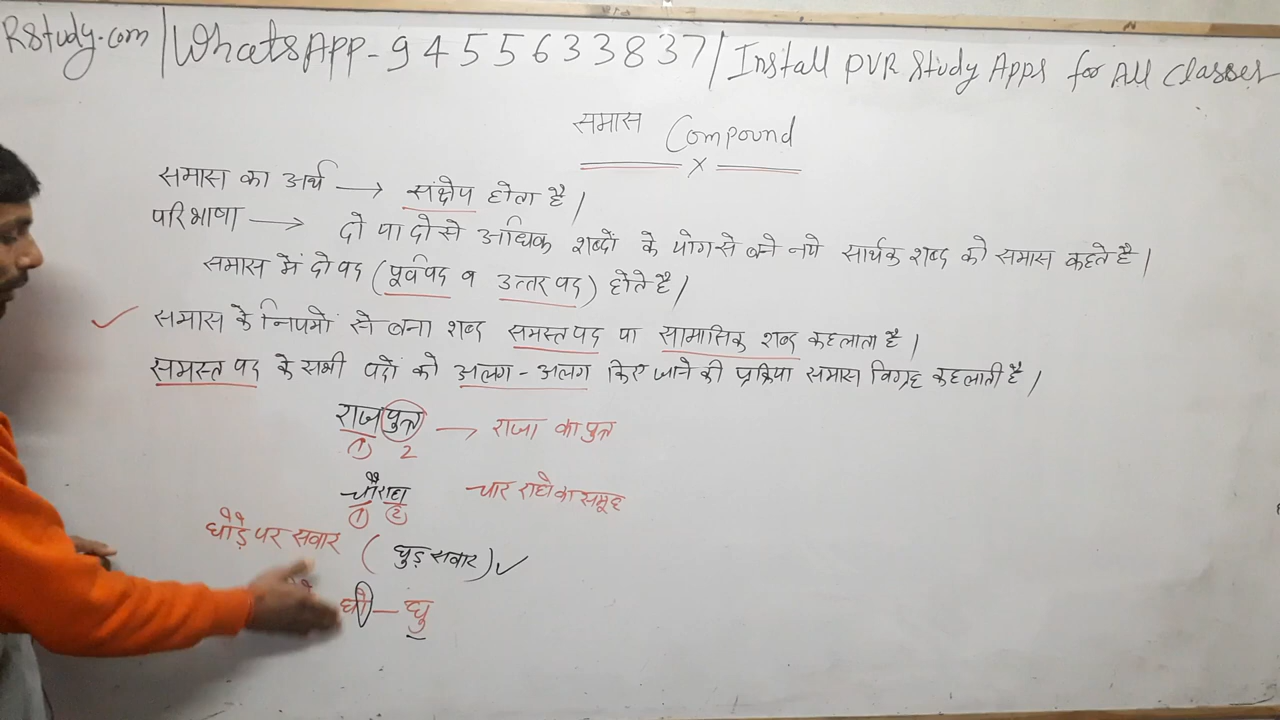 RStudy.com | WhatsApp - 9455633837 | Install PVR Study Apps for All Classes
समास Compound
x
समास का अर्थ → संक्षेप होता है।
परिभाषा → दो या दो से अधिक शब्दों के योग से बने नये सार्थक शब्द को समास कहते है।
समास में दो पद (पूर्वपद व उत्तर पद) होते है।
समास के नियमों से बना शब्द समस्त पद या सामासिक शब्द कहलाता है।
समस्त पद के सभी पदों को अलग-अलग किए जाने की प्रक्रिया समास विग्रह कहलाती है।
राजपुत्र → राजा का पुत्र
① 2
चौराहा चार राहो का समूह
① ②
घोड़े पर सवार (घुड़सवार) ✓
घो — घु